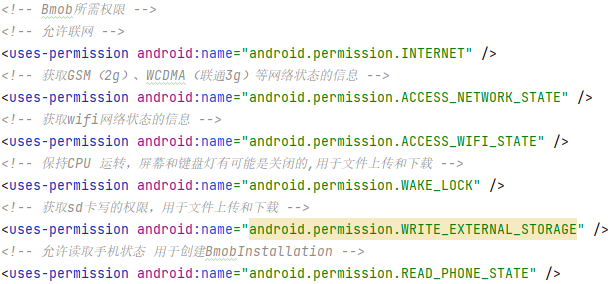 <!-- Bmob所需权限 -->
<!-- 允许联网 -->
<uses-permission android:name="android.permission.INTERNET" />
<!-- 获取GSM（2g）、WCDMA（联通3g）等网络状态的信息 -->
<uses-permission android:name="android.permission.ACCESS_NETWORK_STATE" />
<!-- 获取wifi网络状态的信息 -->
<uses-permission android:name="android.permission.ACCESS_WIFI_STATE" />
<!-- 保持CPU 运转，屏幕和键盘灯有可能是关闭的,用于文件上传和下载 -->
<uses-permission android:name="android.permission.WAKE_LOCK" />
<!-- 获取sd卡写的权限，用于文件上传和下载 -->
<uses-permission android:name="android.permission.WRITE_EXTERNAL_STORAGE" />
<!-- 允许读取手机状态 用于创建BmobInstallation -->
<uses-permission android:name="android.permission.READ_PHONE_STATE" />